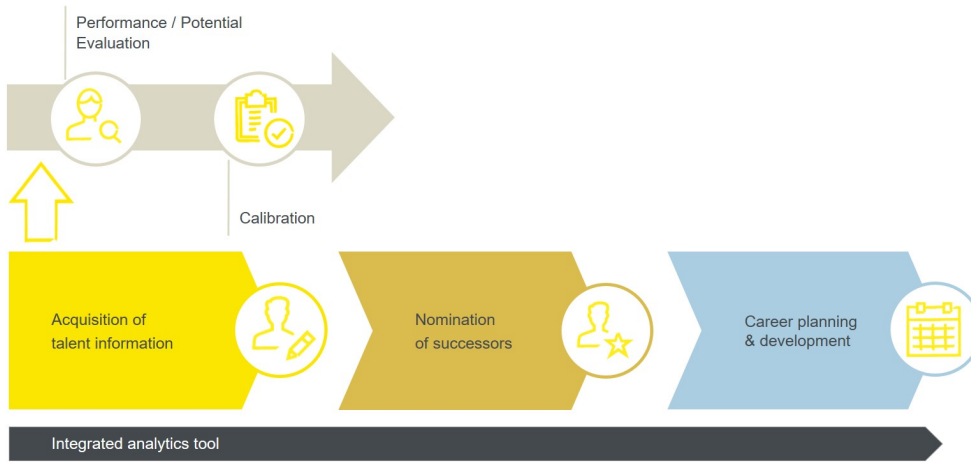 Performance / Potential
Evaluation
Calibration
Acquisition of
talent information
Nomination
of successors
Career planning
& development
Integrated analytics tool